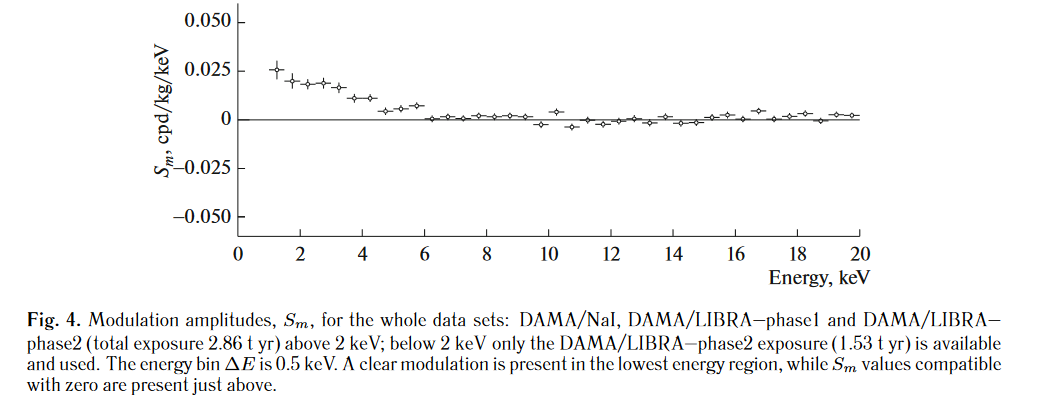 0.050
0.025
0
−0.025
−0.050
Sm, cpd/kg/keV
0 2 4 6 8 10 12 14 16 18 20
Energy, keV
Fig. 4. Modulation amplitudes, Sm, for the whole data sets: DAMA/NaI, DAMA/LIBRA−phase1 and DAMA/LIBRA−
phase2 (total exposure 2.86 t yr) above 2 keV; below 2 keV only the DAMA/LIBRA−phase2 exposure (1.53 t yr) is available
and used. The energy bin ΔE is 0.5 keV. A clear modulation is present in the lowest energy region, while Sm values compatible
with zero are present just above.